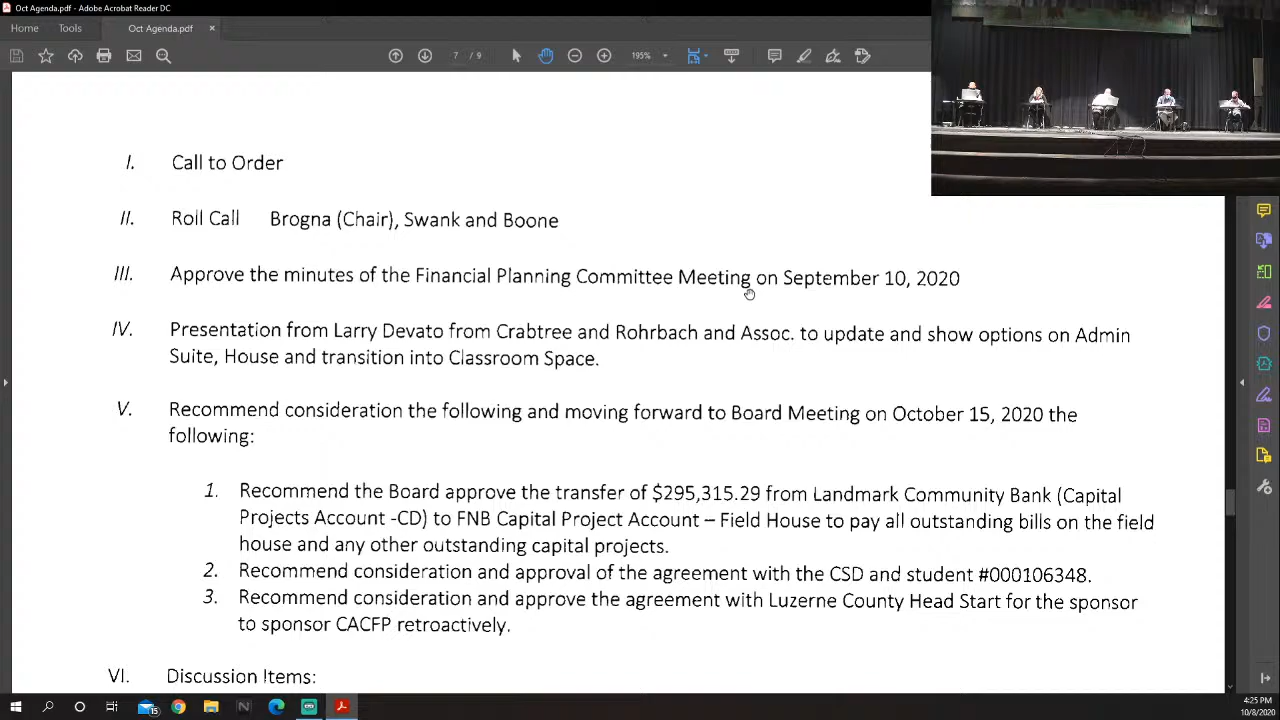 Oct Agenda.pdf - Adobe Acrobat Reader DC
Home Tools Oct Agenda.pdf ×
7 / 9 195%
I. Call to Order
II. Roll Call Brogna (Chair), Swank and Boone
III. Approve the minutes of the Financial Planning Committee Meeting on September 10, 2020
IV. Presentation from Larry Devato from Crabtree and Rohrbach and Assoc. to update and show options on Admin
Suite, House and transition into Classroom Space.
V. Recommend consideration the following and moving forward to Board Meeting on October 15, 2020 the
following:
1. Recommend the Board approve the transfer of $295,315.29 from Landmark Community Bank (Capital
Projects Account -CD) to FNB Capital Project Account – Field House to pay all outstanding bills on the field
house and any other outstanding capital projects.
2. Recommend consideration and approval of the agreement with the CSD and student #000106348.
3. Recommend consideration and approve the agreement with Luzerne County Head Start for the sponsor
to sponsor CACFP retroactively.
VI. Discussion Items:
4:25 PM
10/8/2020